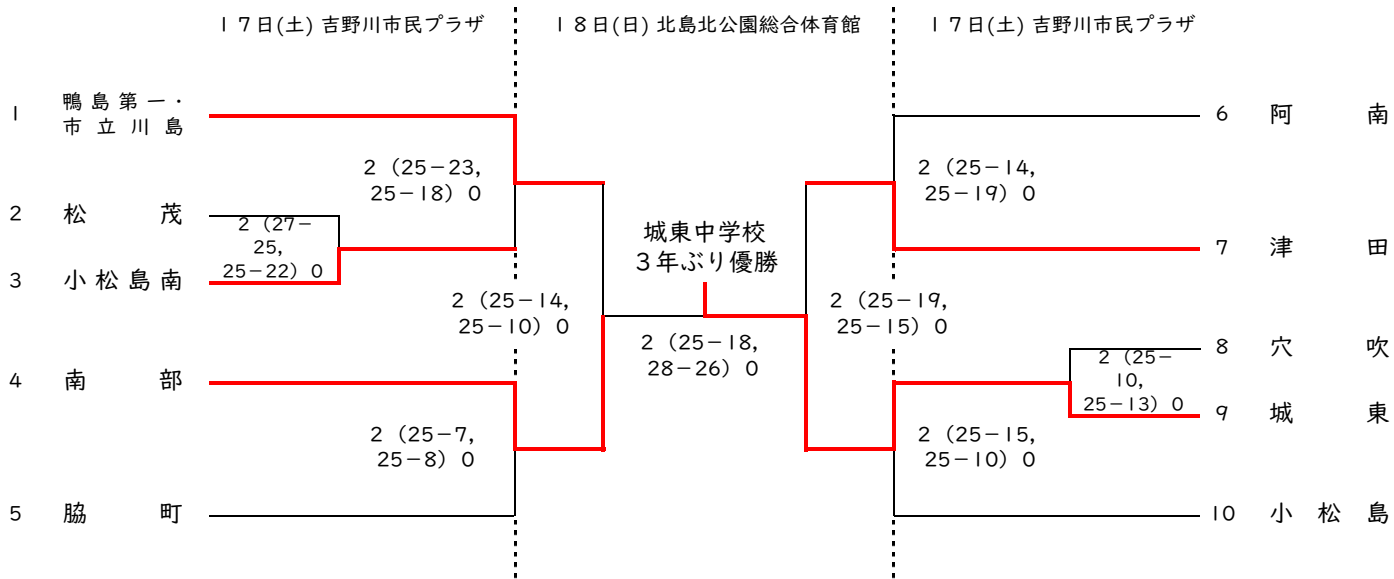 17日(土) 吉野川市民プラザ
18日(日) 北島北公園総合体育館
17日(土) 吉野川市民プラザ
1 鴨島第一・
市立川島
2 松茂
3 小松島南
4 南部
5 脇町
2 (25-23,
25-18) 0
2 (27-
25,
25-22) 0
2 (25-14,
25-10) 0
2 (25-7,
25-8) 0
城東中学校
3年ぶり優勝
2 (25-18,
28-26) 0
2 (25-14,
25-19) 0
2 (25-19,
25-15) 0
2 (25-
10,
25-13) 0
2 (25-15,
25-10) 0
6 阿南
7 津田
8 穴吹
9 城東
10 小松島